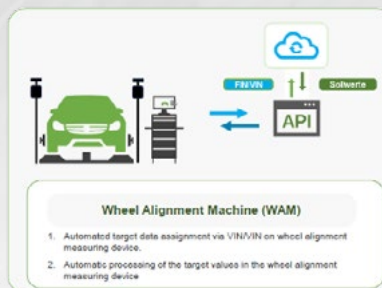 FIN/VIN
Sollwerte
API
Wheel Alignment Machine (WAM)
1. Automated target data assignment via VIN/VIN on wheel alignment
measuring device.
2. Automatic processing of the target values in the wheel alignment
measuring device